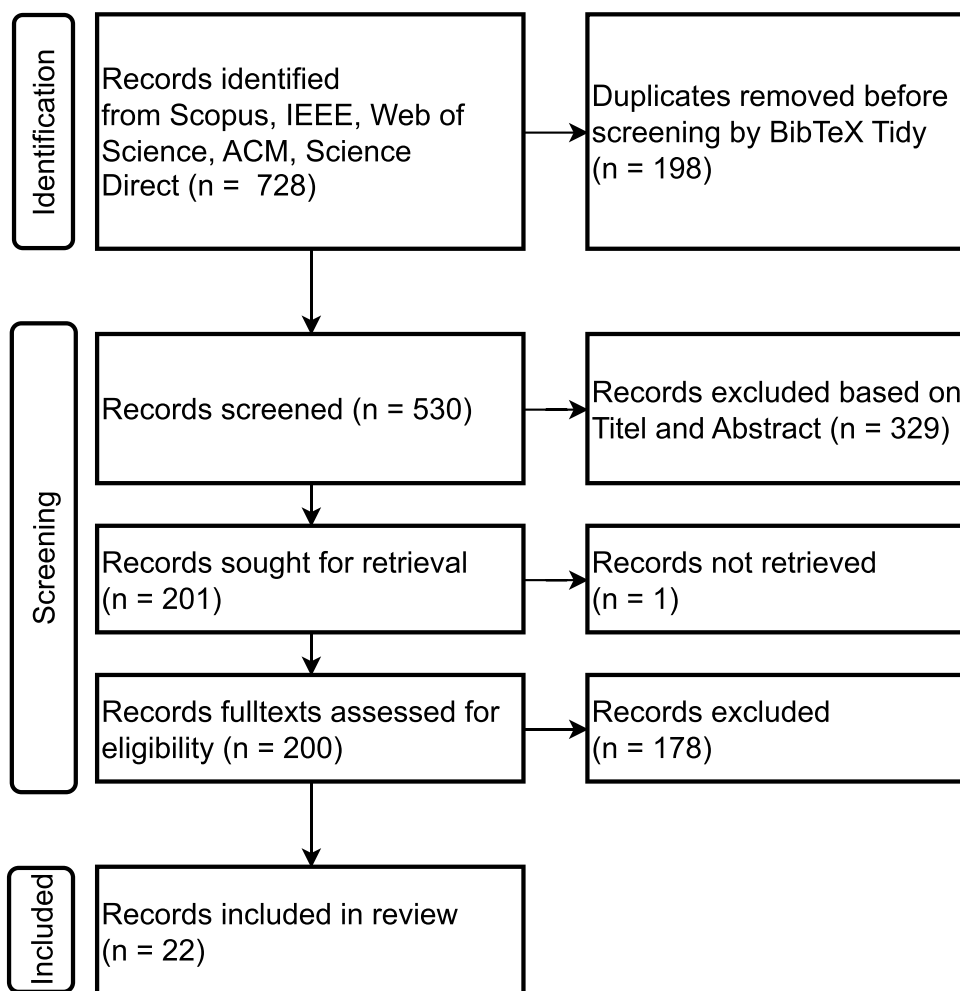 Identification
Records identified
from Scopus, IEEE, Web of
Science, ACM, Science
Direct (n =  728)
Duplicates removed before
screening by BibTeX Tidy
(n = 198)
Screening
Records screened (n = 530)
Records excluded based on
Titel and Abstract (n = 329)
Records sought for retrieval
(n = 201)
Records not retrieved
(n = 1)
Records fulltexts assessed for
eligibility (n = 200)
Records excluded
(n = 178)
Included
Records included in review
(n = 22)